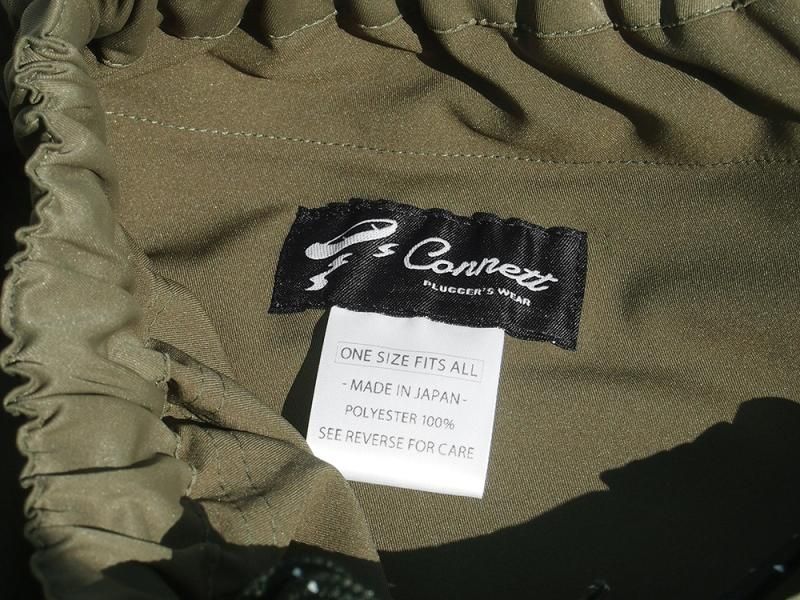 's Connett
PLUGGER'S WEAR
ONE SIZE FITS ALL
- MADE IN JAPAN-
POLYESTER 100%
SEE REVERSE FOR CARE